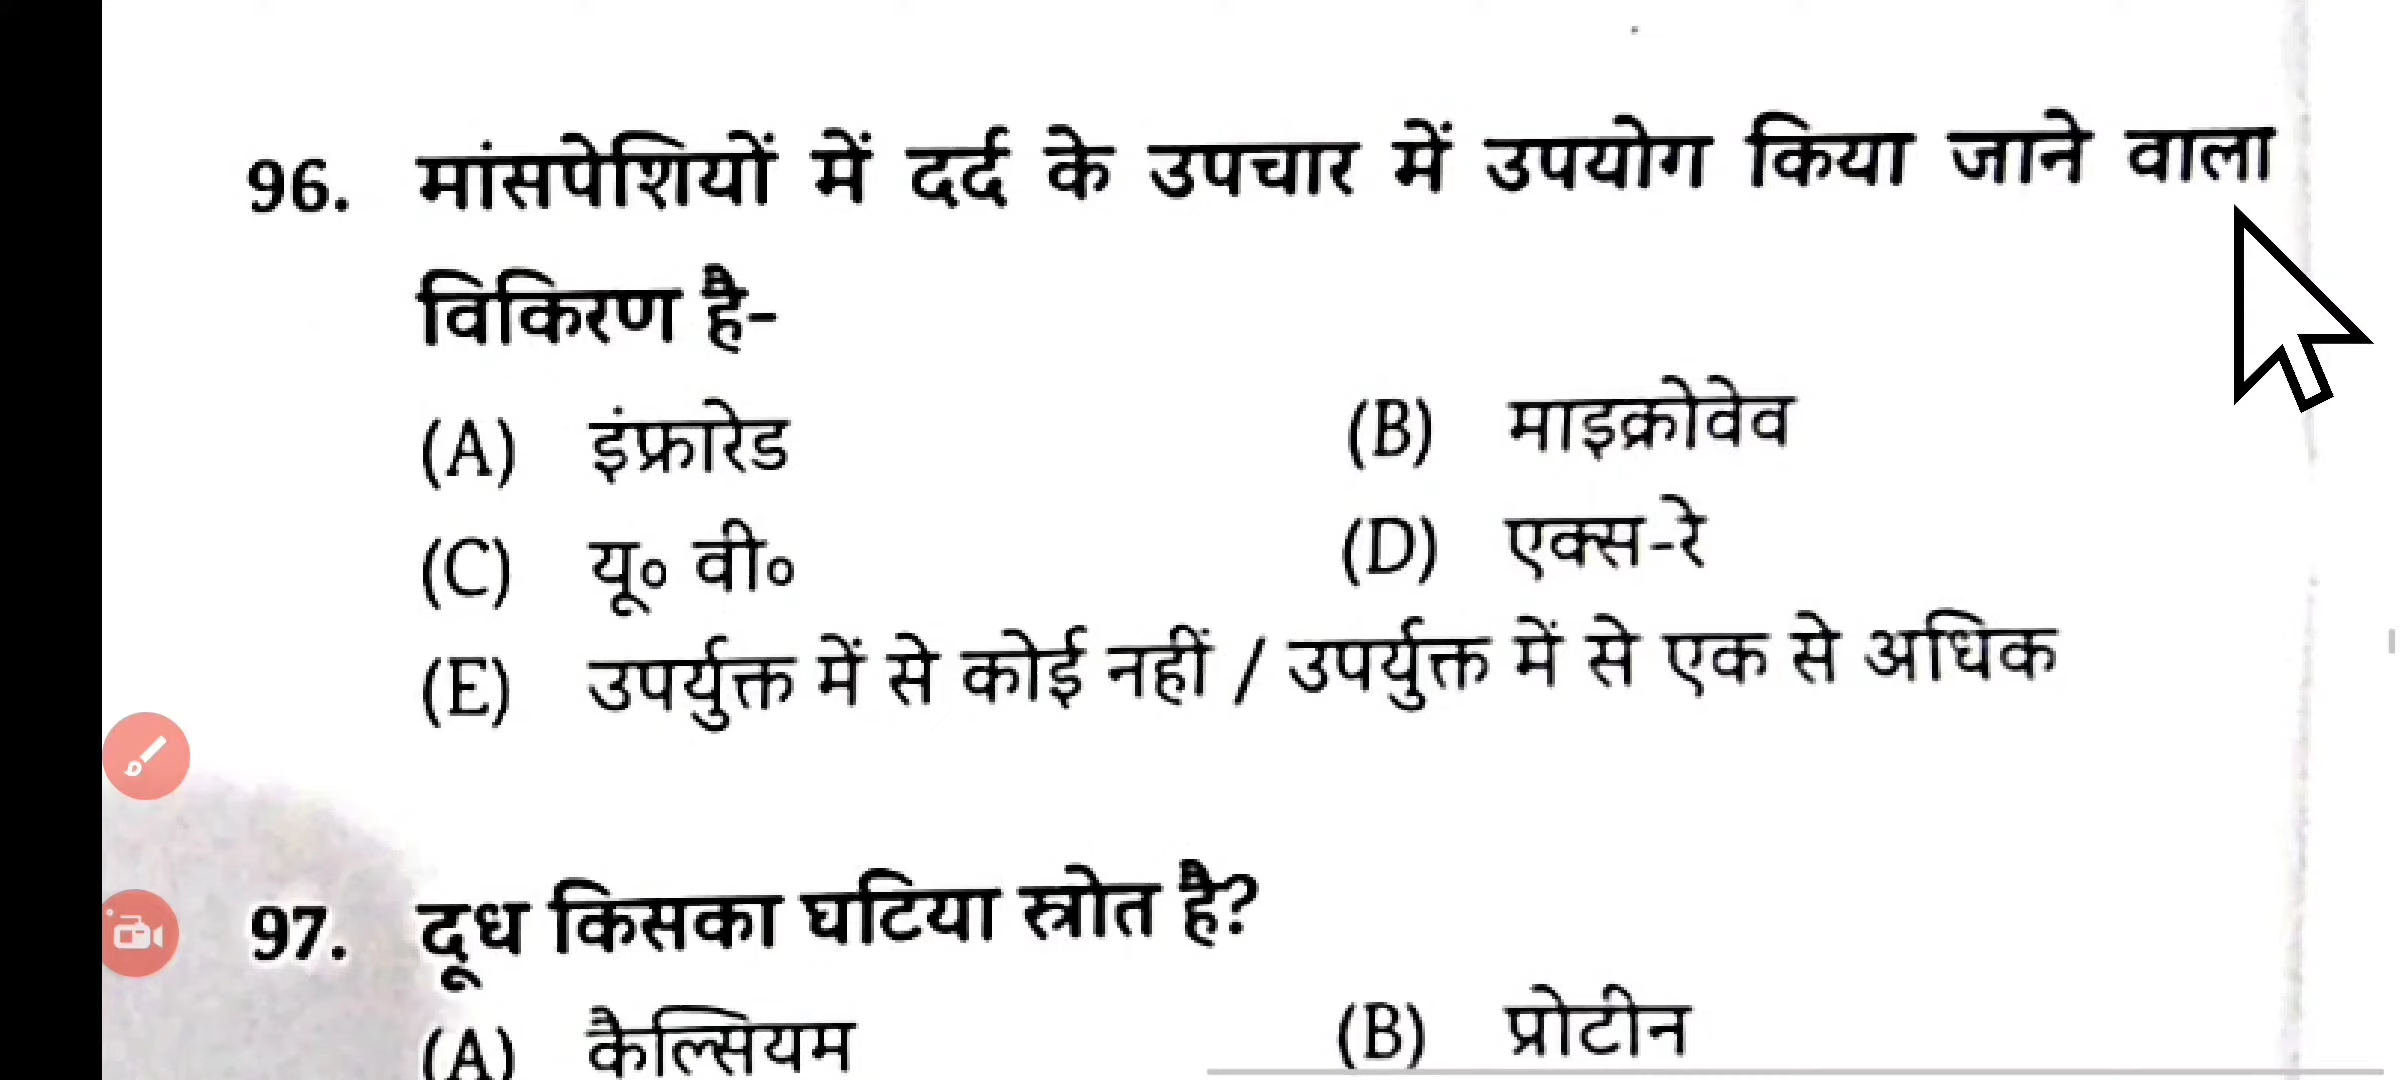 96. मांसपेशियों में दर्द के उपचार में उपयोग किया जाने वाला
विकिरण है-
(A) इंफ्रारेड (B) माइक्रोवेव
(C) यू० वी० (D) एक्स-रे
(E) उपर्युक्त में से कोई नहीं / उपर्युक्त में से एक से अधिक
97. दूध किसका घटिया स्त्रोत है?
(A) कैल्सियम (B) प्रोटीन